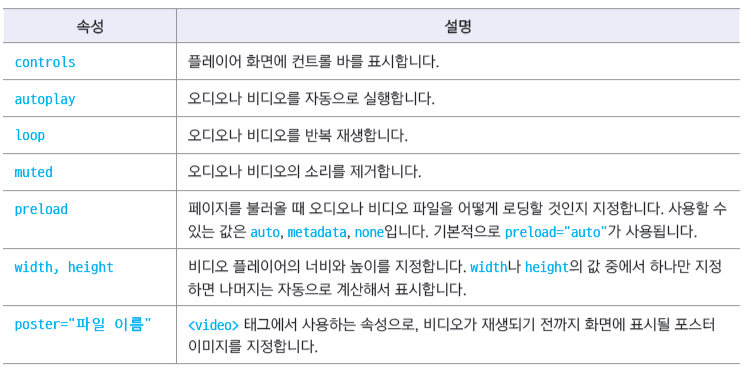 속성 설명
controls 플레이어 화면에 컨트롤 바를 표시합니다.
autoplay 오디오나 비디오를 자동으로 실행합니다.
loop 오디오나 비디오를 반복 재생합니다.
muted 오디오나 비디오의 소리를 제거합니다.
preload 페이지를 불러올 때 오디오나 비디오 파일을 어떻게 로딩할 것인지 지정합니다. 사용할 수
있는 값은 auto, metadata, none입니다. 기본적으로 preload="auto"가 사용됩니다.
width, height 비디오 플레이어의 너비와 높이를 지정합니다. width나 height의 값 중에서 하나만 지정
하면 나머지는 자동으로 계산해서 표시합니다.
poster="파일 이름" <video> 태그에서 사용하는 속성으로, 비디오가 재생되기 전까지 화면에 표시될 포스터
이미지를 지정합니다.